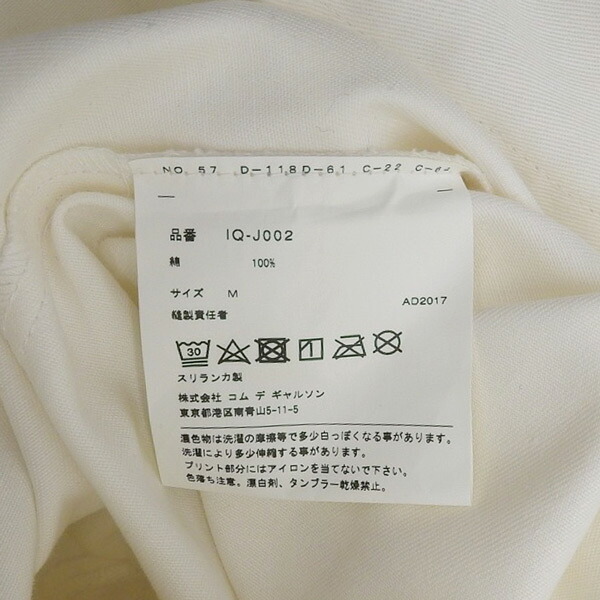 NO. 57 D-118D-61 C-22
品番 IQ-J002
綿 100%
サイズ M
AD2017
縫製責任者
30
スリランカ製
株式会社 コム デ ギャルソン
東京都港区南青山5-11-5
濃色物は洗濯の摩擦等で多少白っぽくなる事があります。
洗濯により多少伸縮する事があります。
プリント部分にはアイロンを当てないで下さい。
色落ち注意。漂白剤、タンブラー乾燥禁止。